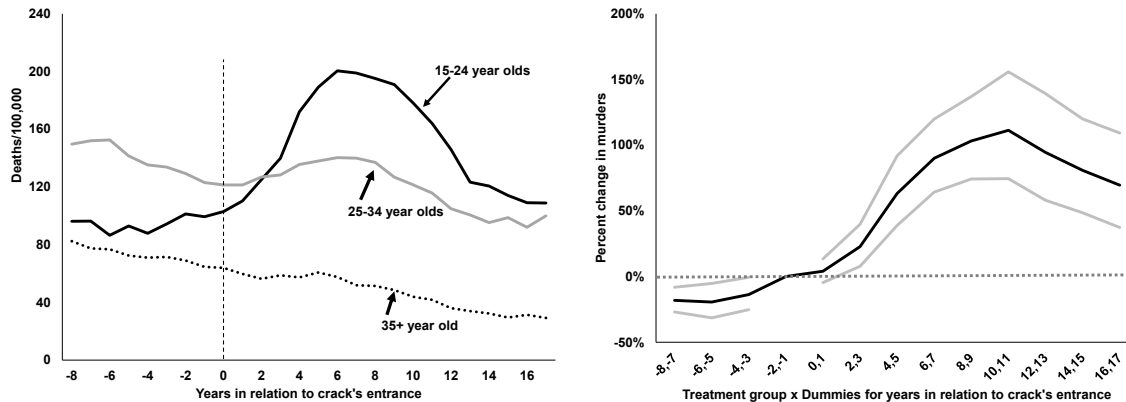 240
200
160
120
80
40
0
Deaths/100,000
15-24 year olds
25-34 year olds
35+ year old
-8 -6 -4 -2 0 2 4 6 8 10 12 14 16
Years in relation to crack's entrance
200%
150%
100%
50%
0%
-50%
Percent change in murders
-8,-7 -6,-5 -4,-3 -2,-1 0,1 2,3 4,5 6,7 8,9 10,11 12,13 14,15 16,17
Treatment group x Dummies for years in relation to crack's entrance